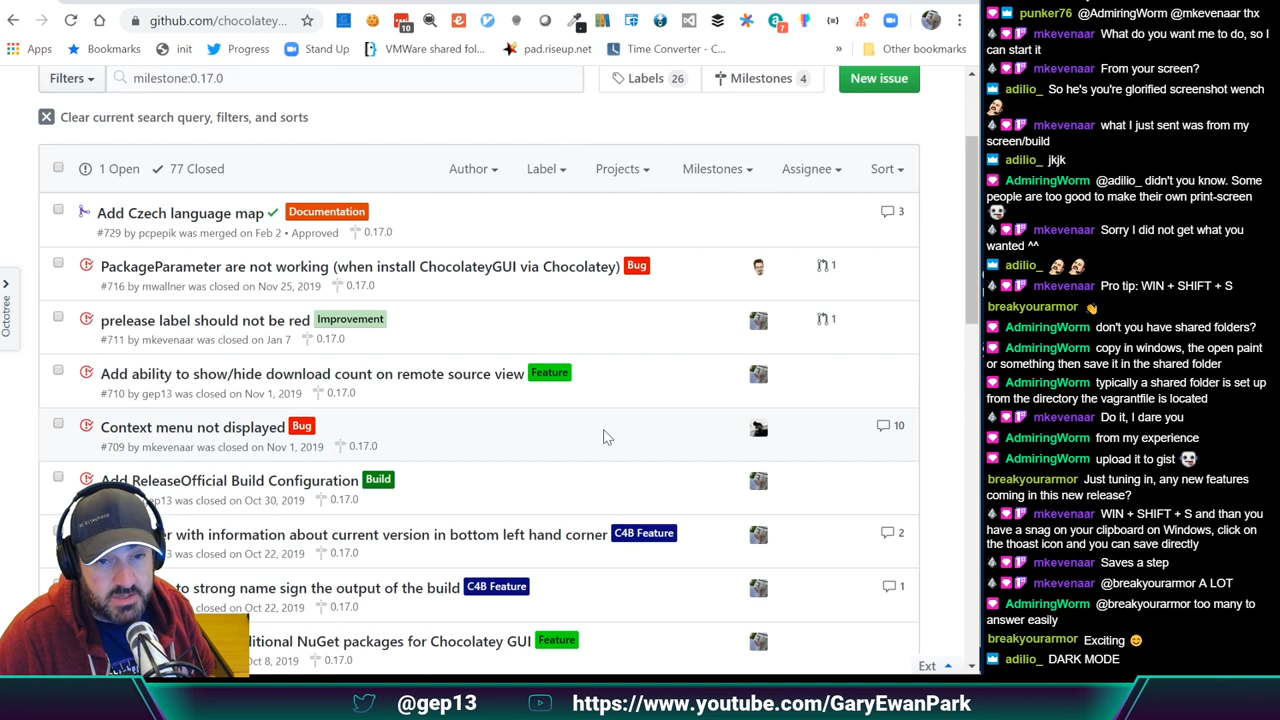 github.com/chocolatey...
10
7
Apps
Bookmarks
init
Progress
Stand Up
VMWare shared fol...
pad.riseup.net
Time Converter - C...
»
Other bookmarks
Filters
milestone:0.17.0
Labels 26
Milestones 4
New issue
Clear current search query, filters, and sorts
1 Open
77 Closed
Author
Label
Projects
Milestones
Assignee
Sort
Add Czech language map Documentation
3
#729 by pcpepik was merged on Feb 2 • Approved 0.17.0
PackageParameter are not working (when install ChocolateyGUI via Chocolatey) Bug
1
#716 by mwallner was closed on Nov 25, 2019 0.17.0
prelease label should not be red Improvement
1
#711 by mkevenaar was closed on Jan 7 0.17.0
Add ability to show/hide download count on remote source view Feature
#710 by gep13 was closed on Nov 1, 2019 0.17.0
Context menu not displayed Bug
10
#709 by mkevenaar was closed on Nov 1, 2019 0.17.0
Add ReleaseOfficial Build Configuration Build
gep13 was closed on Oct 30, 2019 0.17.0
with information about current version in bottom left hand corner C4B Feature
2
was closed on Oct 22, 2019 0.17.0
to strong name sign the output of the build C4B Feature
1
was closed on Oct 22, 2019 0.17.0
NuGet packages for Chocolatey GUI Feature
Oct 8, 2019 0.17.0
Octotree
Ext
punker76 @AdmiringWorm @mkevenaar thx
mkevenaar What do you want me to do, so I
can start it
mkevenaar From your screen?
adilio_ So he's you're glorified screenshot wench
mkevenaar what I just sent was from my
screen/build
adilio_ jkjk
AdmiringWorm @adilio_ didn't you know. Some
people are too good to make their own print-screen
mkevenaar Sorry I did not get what you
wanted ^^
adilio_
mkevenaar Pro tip: WIN + SHIFT + S
breakyourarmor
AdmiringWorm don't you have shared folders?
AdmiringWorm copy in windows, the open paint
or something then save it in the shared folder
AdmiringWorm typically a shared folder is set up
from the directory the vagrantfile is located
mkevenaar Do it, I dare you
AdmiringWorm from my experience
AdmiringWorm upload it to gist
breakyourarmor Just tuning in, any new features
coming in this new release?
mkevenaar WIN + SHIFT + S and than you
have a snag on your clipboard on Windows, click on
the thoast icon and you can save directly
mkevenaar Saves a step
mkevenaar @breakyourarmor A LOT
AdmiringWorm @breakyourarmor too many to
answer easily
breakyourarmor Exciting
adilio_ DARK MODE
@gep13
https://www.youtube.com/GaryEwanPark